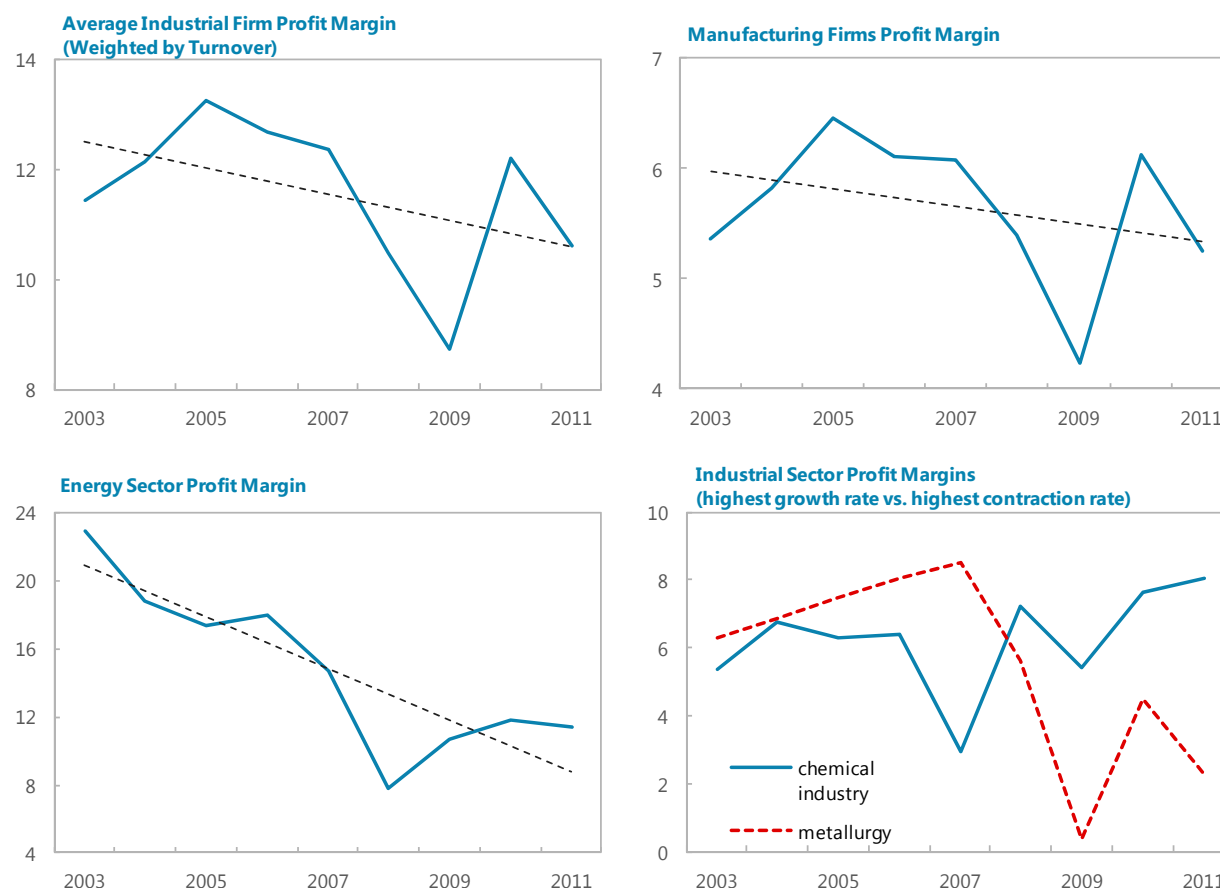 Average Industrial Firm Profit Margin
(Weighted by Turnover)
14
12
10
8
2003 2005 2007 2009 2011
Manufacturing Firms Profit Margin
7
6
5
4
2003 2005 2007 2009 2011
Energy Sector Profit Margin
24
20
16
12
8
4
2003 2005 2007 2009 2011
Industrial Sector Profit Margins
(highest growth rate vs. highest contraction rate)
10
8
6
4
2
0
chemical
industry
metallurgy
2003 2005 2007 2009 2011